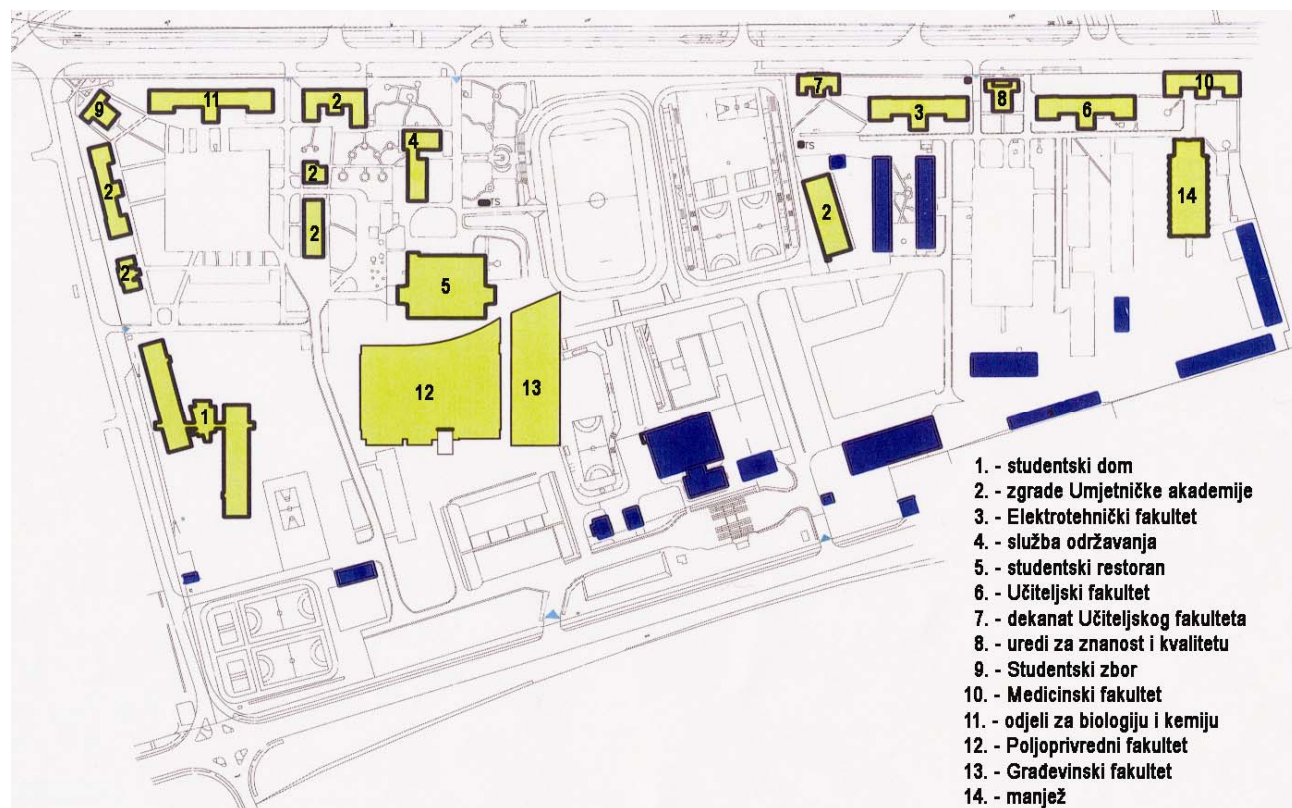 9
11
2
7
10
3
8
6
4
TS
2
2
TS
2
2
14
2
5
2
12
13
1
1. - studentski dom
2. - zgrade Umjetničke akademije
3. - Elektrotehnički fakultet
4. - služba održavanja
5. - studentski restoran
6. - Učiteljski fakultet
7. - dekanat Učiteljskog fakulteta
8. - uredi za znanost i kvalitetu
9. - Studentski zbor
10. - Medicinski fakultet
11. - odjeli za biologiju i kemiju
12. - Poljoprivredni fakultet
13. - Građevinski fakultet
14. - manjež